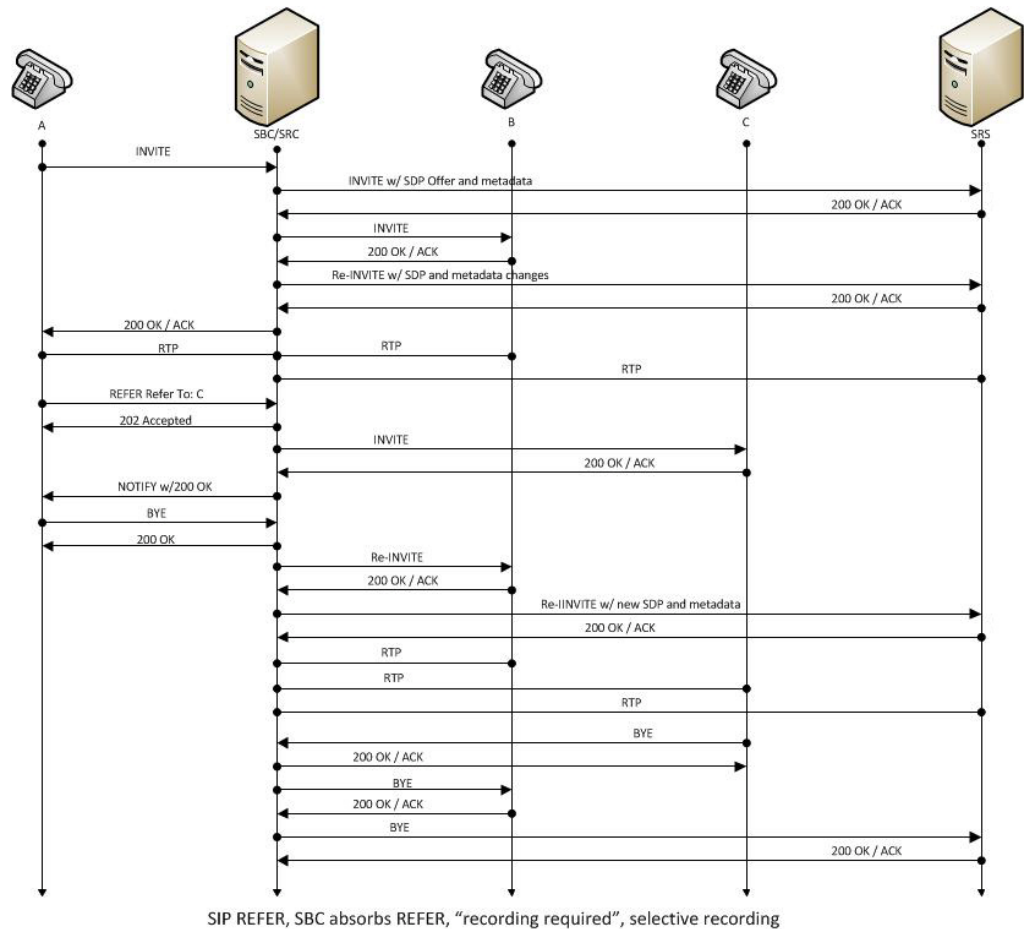 A
SBC/SRC
B
C
SRS
INVITE
INVITE w/ SDP Offer and metadata
200 OK / ACK
INVITE
200 OK / ACK
Re-INVITE w/ SDP and metadata changes
200 OK / ACK
200 OK / ACK
RTP
RTP
RTP
REFER Refer To: C
202 Accepted
INVITE
200 OK / ACK
NOTIFY w/200 OK
BYE
200 OK
Re-INVITE
200 OK / ACK
Re-IINVITE w/ new SDP and metadata
200 OK / ACK
RTP
RTP
RTP
BYE
200 OK / ACK
BYE
200 OK / ACK
BYE
200 OK / ACK
SIP REFER, SBC absorbs REFER, “recording required”, selective recording